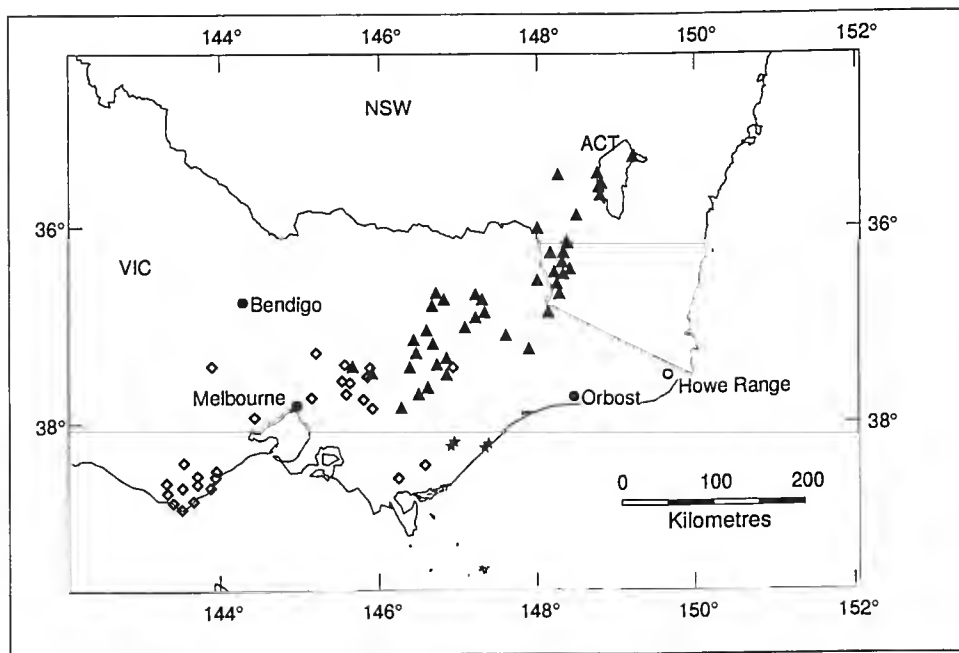 144° 146° 148° 150° 152°
NSW
ACT
36° 36°
VIC
Bendigo
Howe Range
Melbourne
Orbost
38° 38°
0 100 200
Kilometres
144° 146° 148° 150° 152°